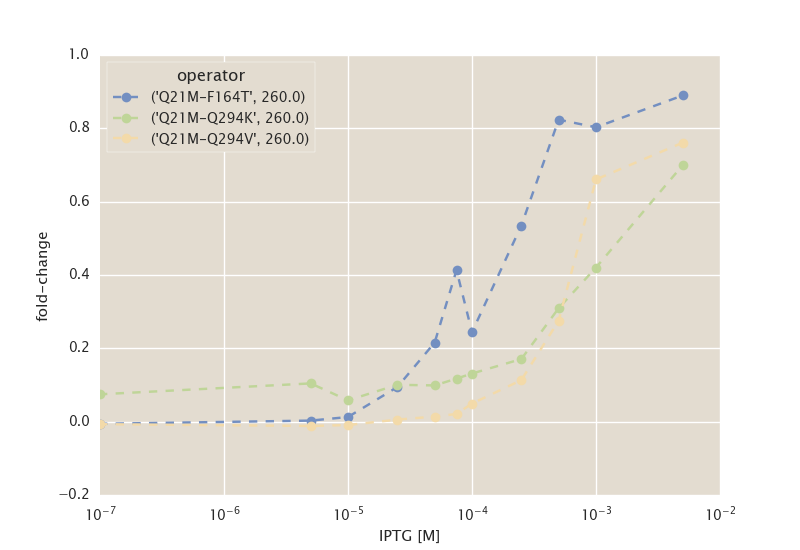 1.0
0.8
0.6
0.4
0.2
0.0
−0.2
fold−change
operator
('Q21M−F164T', 260.0)
('Q21M−Q294K', 260.0)
('Q21M−Q294V', 260.0)
10⁻⁷ 10⁻⁶ 10⁻⁵ 10⁻⁴ 10⁻³ 10⁻²
IPTG [M]